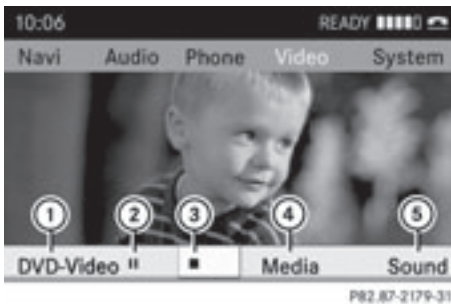 10:06 READY
Navi Audio Phone Video System
1 2 3 4 5
DVD-Video Media Sound
P82.87-2179-31